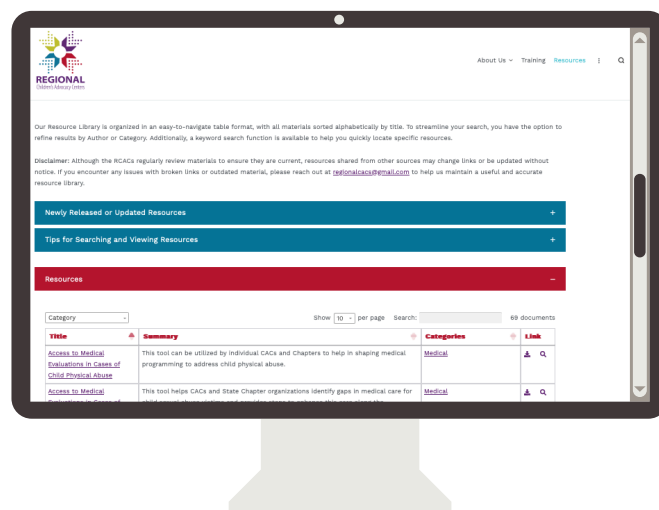 REGIONAL
Children's Advocacy Centers
About Us
Training
Resources
Our Resource Library is organized in an easy-to-navigate table format, with all materials sorted alphabetically by title. To streamline your search, you have the option to
refine results by Author or Category. Additionally, a keyword search function is available to help you quickly locate specific resources.
Disclaimer: Although the RCACs regularly review materials to ensure they are current, resources shared from other sources may change links or be updated without
notice. If you encounter any issues with broken links or outdated material, please reach out at regionalcacs@gmail.com to help us maintain a useful and accurate
resource library.
Newly Released or Updated Resources +
Tips for Searching and Viewing Resources +
Resources –
Category
Show 10 per page Search: 69 documents
Title Summary Categories Link
Access to Medical This tool can be utilized by individual CACs and Chapters to help in shaping medical Medical
Evaluations in Cases of programming to address child physical abuse.
Child Physical Abuse
Access to Medical This tool helps CACs and State Chapter organizations identify gaps in medical care for Medical
Evaluations in Cases of